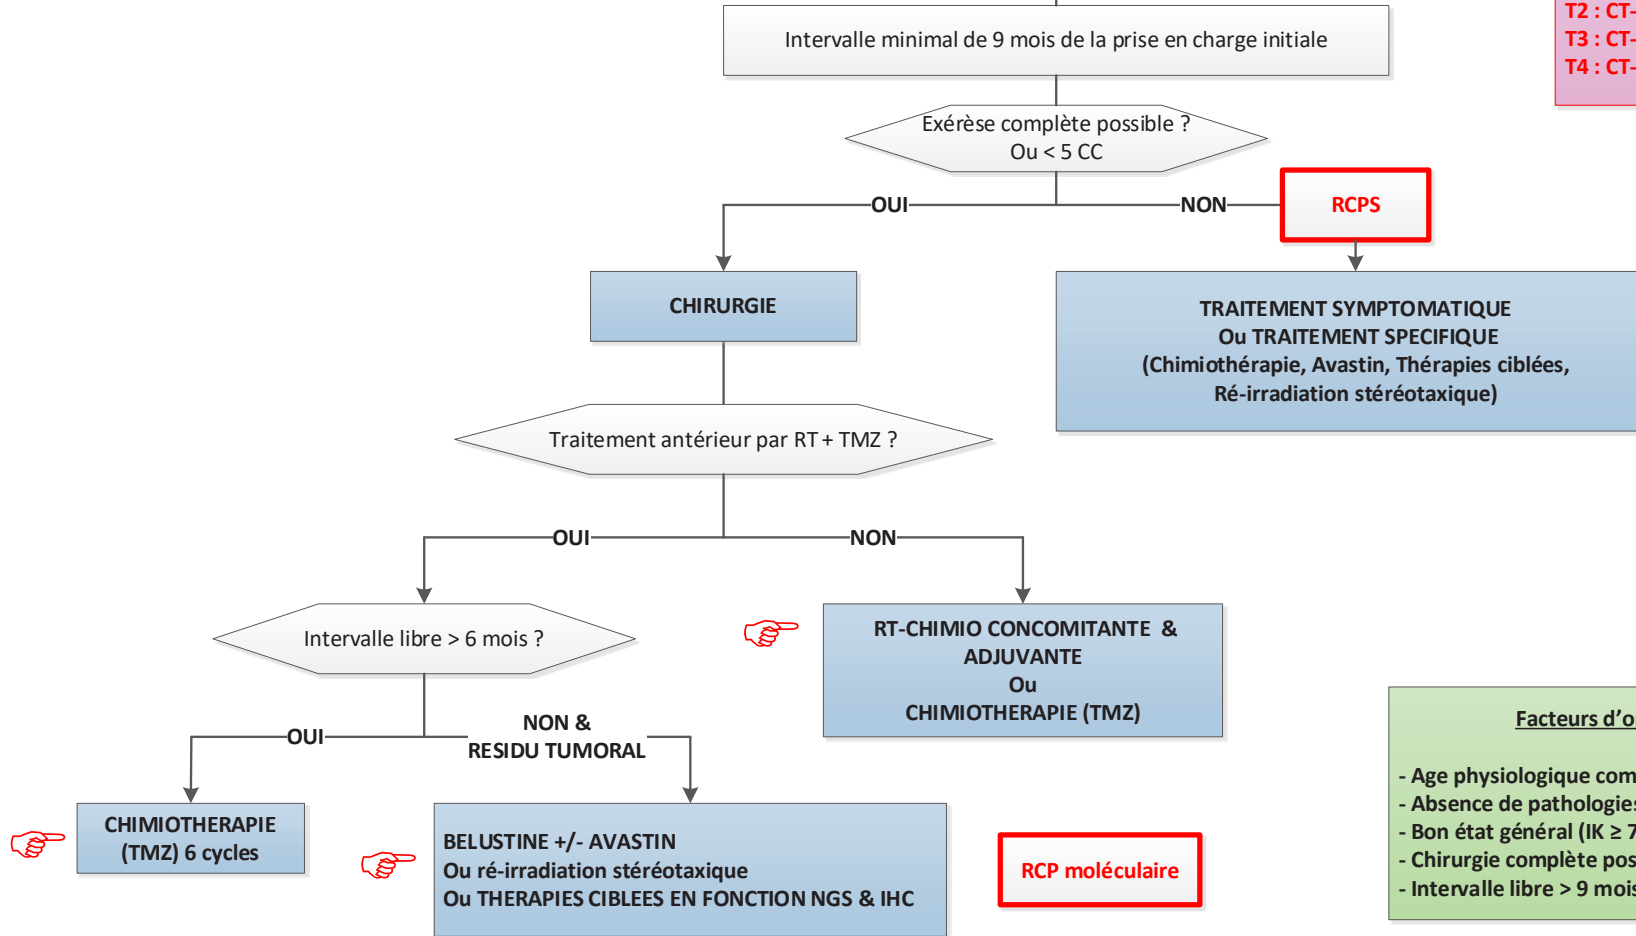 T2 : CT-
T3 : CT-
T4 : CT-
Intervalle minimal de 9 mois de la prise en charge initiale
Exérèse complète possible ?
Ou < 5 CC
OUI
NON
RCPS
CHIRURGIE
TRAITEMENT SYMPTOMATIQUE
Ou TRAITEMENT SPECIFIQUE
(Chimiothérapie, Avastin, Thérapies ciblées,
Ré-irradiation stéréotaxique)
Traitement antérieur par RT + TMZ ?
OUI
NON
Intervalle libre > 6 mois ?
RT-CHIMIO CONCOMITANTE &
ADJUVANTE
Ou
CHIMIOTHERAPIE (TMZ)
OUI
NON &
RESIDU TUMORAL
CHIMIOTHERAPIE
(TMZ) 6 cycles
BELUSTINE +/- AVASTIN
Ou ré-irradiation stéréotaxique
Ou THERAPIES CIBLEES EN FONCTION NGS & IHC
RCP moléculaire
Facteurs d'o
- Age physiologique com
- Absence de pathologies
- Bon état général (IK ≥ 7
- Chirurgie complète pos
- Intervalle libre > 9 mois